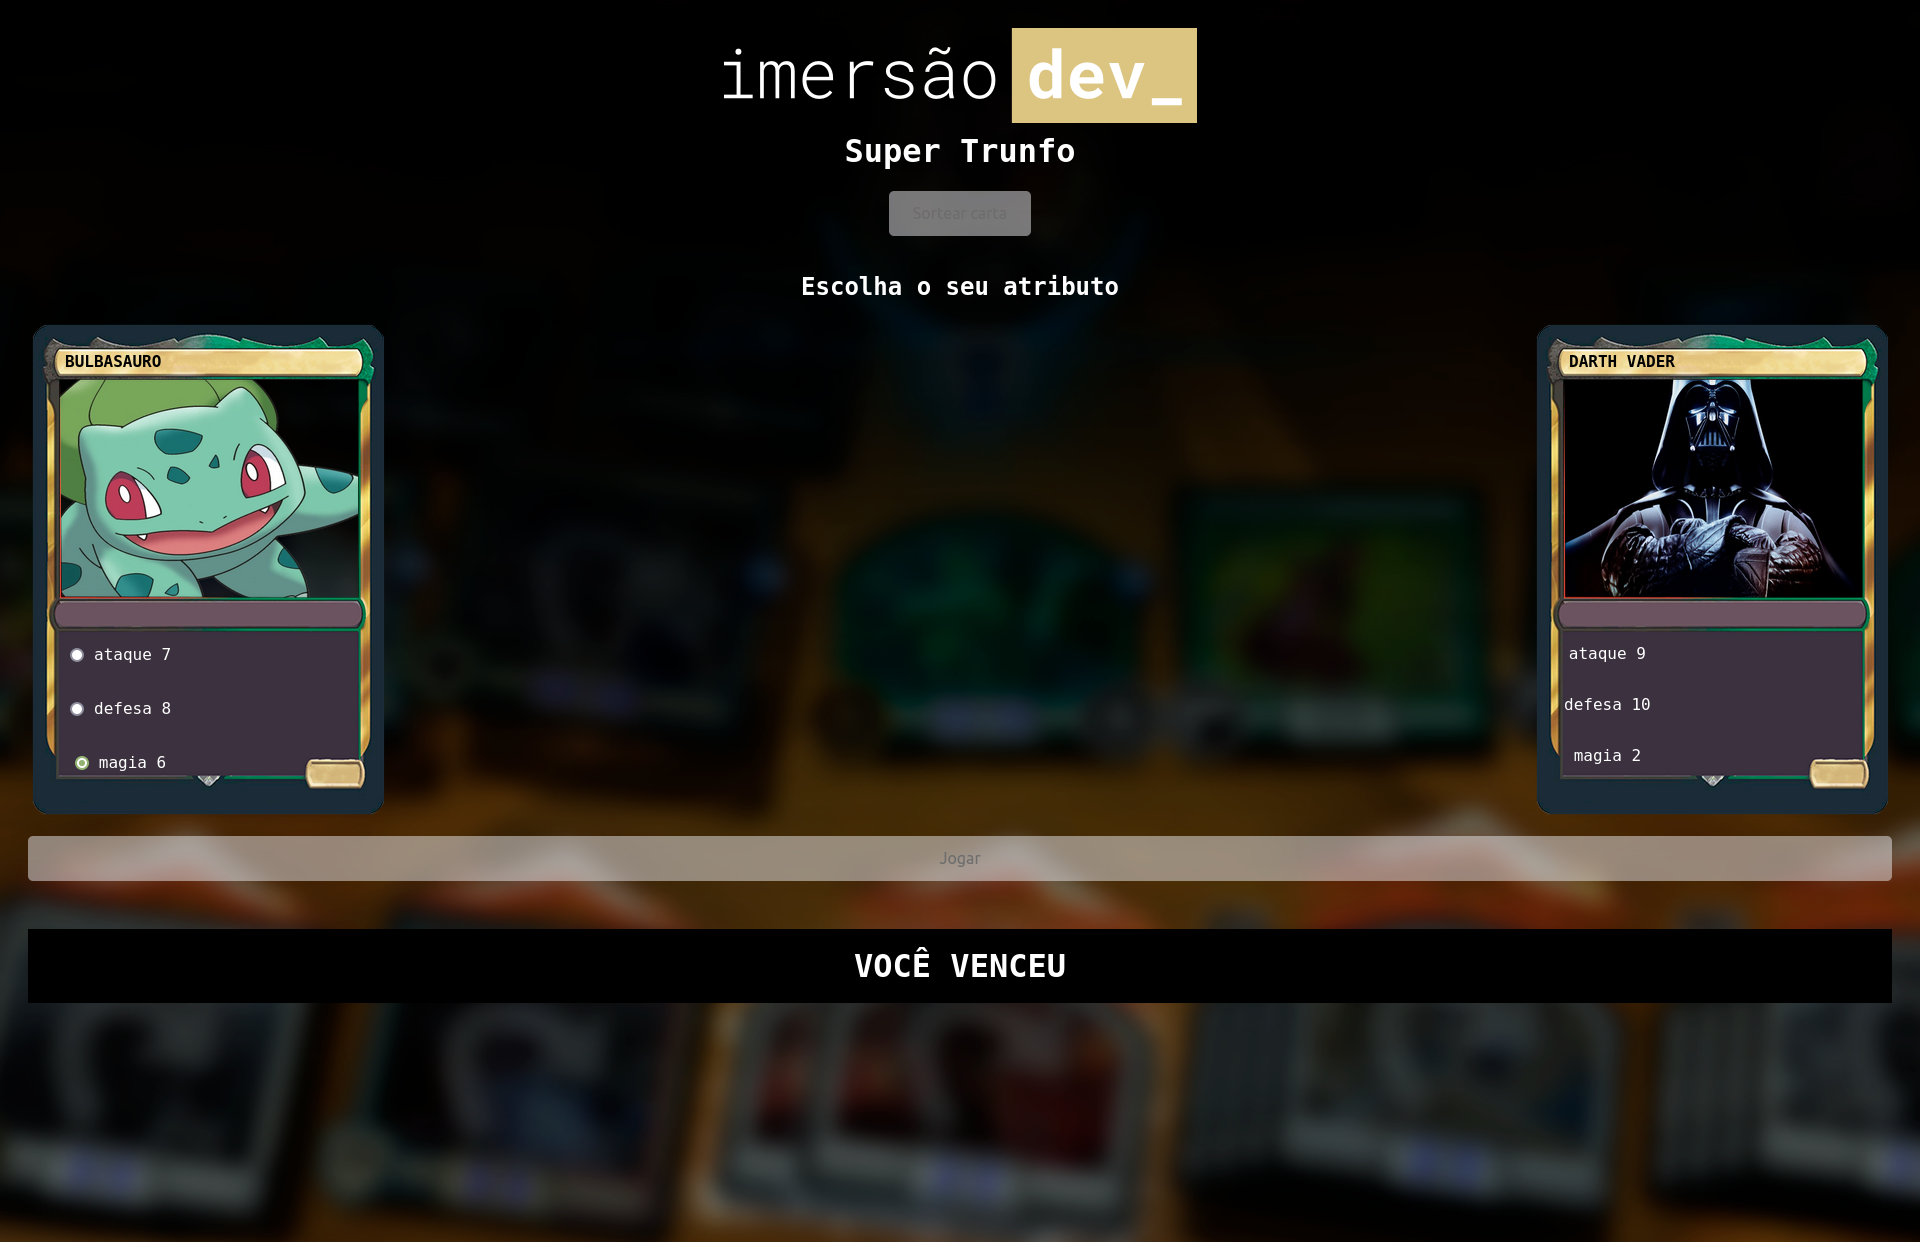 imersão dev_
Super Trunfo
Sortear carta
Escolha o seu atributo
BULBASAURO
ataque 7
defesa 8
magia 6
DARTH VADER
ataque 9
defesa 10
magia 2
Jogar
VOCÊ VENCEU